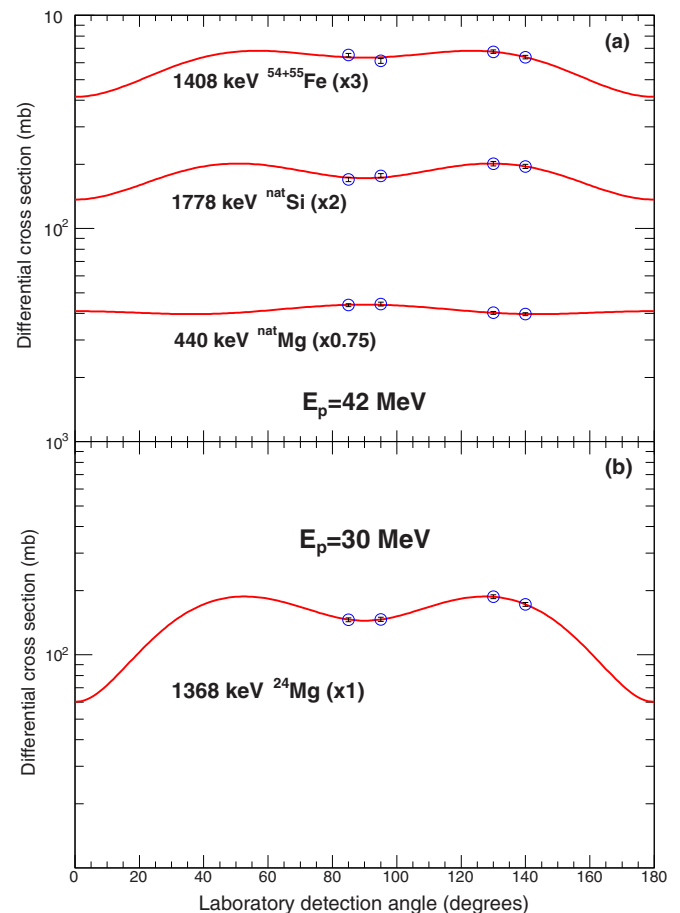 10
(a)
1408 keV ⁵⁴⁺⁵⁵Fe (x3)
1778 keV ⁿᵃᵗSi (x2)
10²
440 keV ⁿᵃᵗMg (x0.75)
Eₚ=42 MeV
Differential cross section (mb)
10³
(b)
Eₚ=30 MeV
10²
1368 keV ²⁴Mg (x1)
Differential cross section (mb)
0 20 40 60 80 100 120 140 160 180
Laboratory detection angle (degrees)